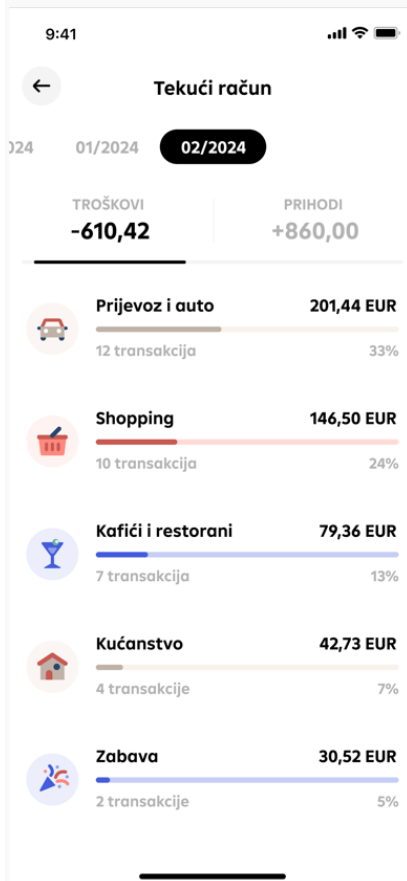 9:41
Tekući račun
024 01/2024 02/2024
TROŠKOVI PRIHODI
-610,42 +860,00
Prijevoz i auto 201,44 EUR
12 transakcija 33%
Shopping 146,50 EUR
10 transakcija 24%
Kafići i restorani 79,36 EUR
7 transakcija 13%
Kućanstvo 42,73 EUR
4 transakcije 7%
Zabava 30,52 EUR
2 transakcije 5%